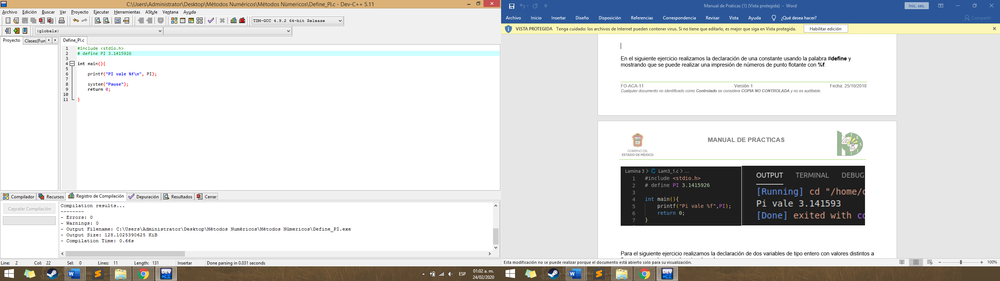 C:\Users\Administrator\Desktop\Métodos Numéricos\Mètodos Nùmericos\Define_PI.c - Dev-C++ 5.11
Archivo Edición Buscar Ver Proyecto Ejecutar Herramientas AStyle Ventana Ayuda
TDM-GCC 4.9.2 64-bit Release
(globals)
Proyecto Clases(Fun
Define_PI.c
1 #include <stdio.h>
2 # define PI 3.1415926
3
4 int main(){
5
6 printf("PI vale %f\n", PI);
7
8 system("Pause");
9 return 0;
10
11 }
Compilador Recursos Registro de Compilación Depuración Resultados Cerrar
Cancelar Compilación
Compilation results...
--------
- Errors: 0
- Warnings: 0
- Output Filename: C:\Users\Administrator\Desktop\Métodos Numéricos\Mètodos Nùmericos\Define_PI.exe
- Output Size: 128.1025390625 KiB
- Compilation Time: 0.66s
Line: 2 Col: 22 Sel: 0 Lines: 11 Length: 131 Insertar Done parsing in 0.031 seconds
DEV C++
ESP
01:02 a. m.
24/02/2020
Manual de Praticas (1) (Vista protegida) - Word
Inic. ses.
Archivo Inicio Insertar Diseño Disposición Referencias Correspondencia Revisar Vista Ayuda ¿Qué desea hacer?
Compartir
VISTA PROTEGIDA Tenga cuidado: los archivos de Internet pueden contener virus. Si no tiene que editarlo, es mejor que siga en Vista protegida. Habilitar edición
En el siguiente ejercicio realizamos la declaración de una constante usando la palabra #define y
mostrando que se puede realizar una impresión de números de punto flotante con %f.
FO-ACA-11 Versión 1 Fecha: 25/10/2018
Cualquier documento no identificado como Controlado se considera COPIA NO CONTROLADA y no es auditable.
GOBIERNO DEL
ESTADO DE MÉXICO
MANUAL DE PRÁCTICAS
T E S J I
Lamina 3 > C Lam3_1.c > ...
1 #include <stdio.h>
2 # define PI 3.1415926
3
4 int main(){
5 printf("Pi vale %f",PI);
6 return 0;
7 }
OUTPUT TERMINAL DEBUG
[Running] cd "/home/
Pi vale 3.141593
[Done] exited with co
Para el siguiente ejercicio realizamos la declaración de dos variables de tipo entero con valores distintos a
Esta modificación no se puede realizar porque el documento está abierto solo para su visualización.
100%
DEV C++